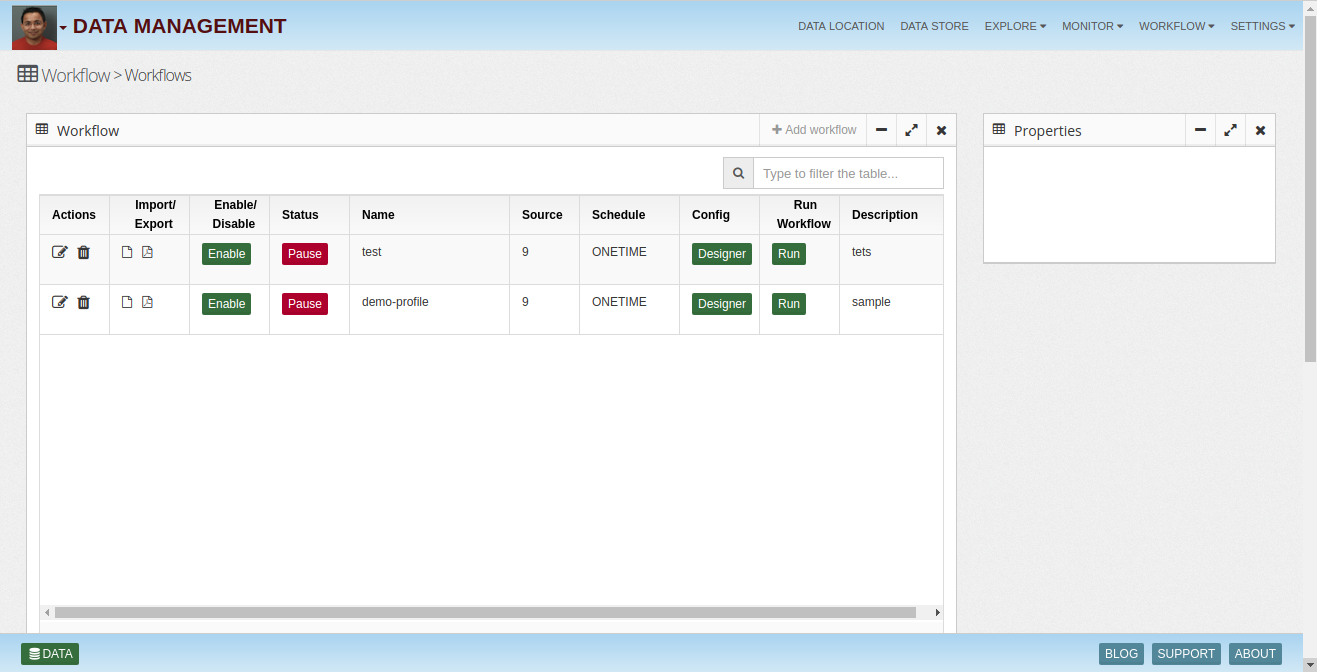 DATA MANAGEMENT
DATA LOCATION DATA STORE EXPLORE MONITOR WORKFLOW SETTINGS
Workflow > Workflows
Workflow
Add workflow
Properties
Type to filter the table...
Actions Import/ Export Enable/ Disable Status Name Source Schedule Config Run Workflow Description
Enable Pause test 9 ONETIME Designer Run tets
Enable Pause demo-profile 9 ONETIME Designer Run sample
DATA
BLOG SUPPORT ABOUT